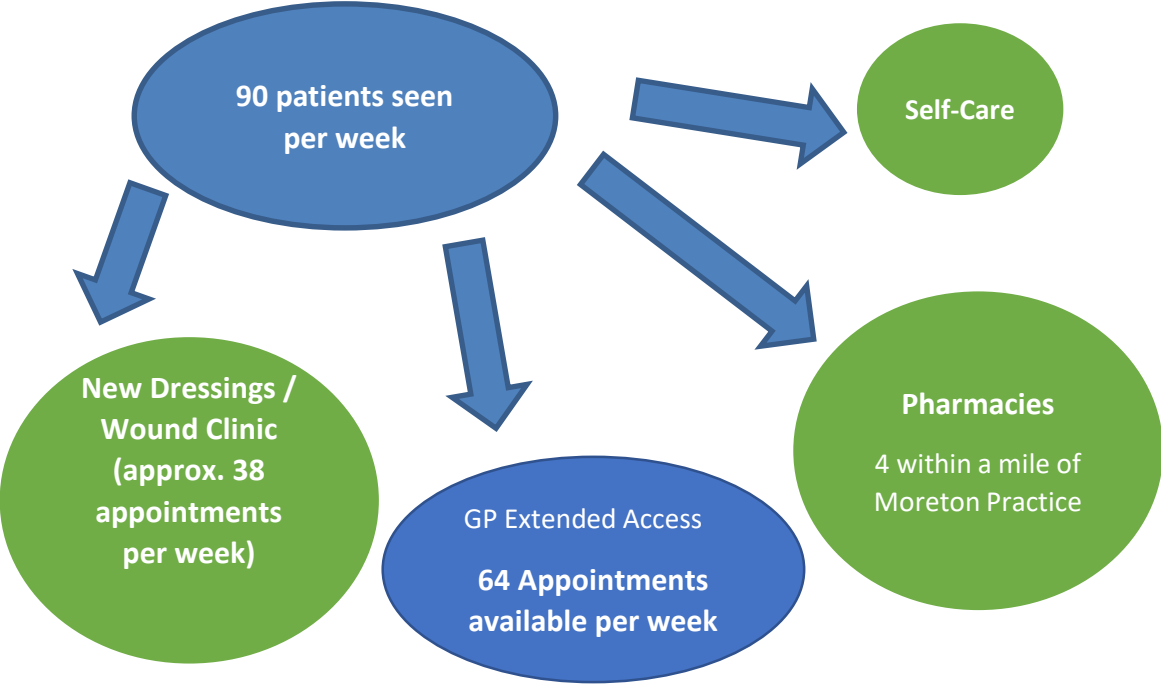 90 patients seen
per week
Self-Care
New Dressings /
Wound Clinic
(approx. 38
appointments
per week)
GP Extended Access
64 Appointments
available per week
Pharmacies
4 within a mile of
Moreton Practice